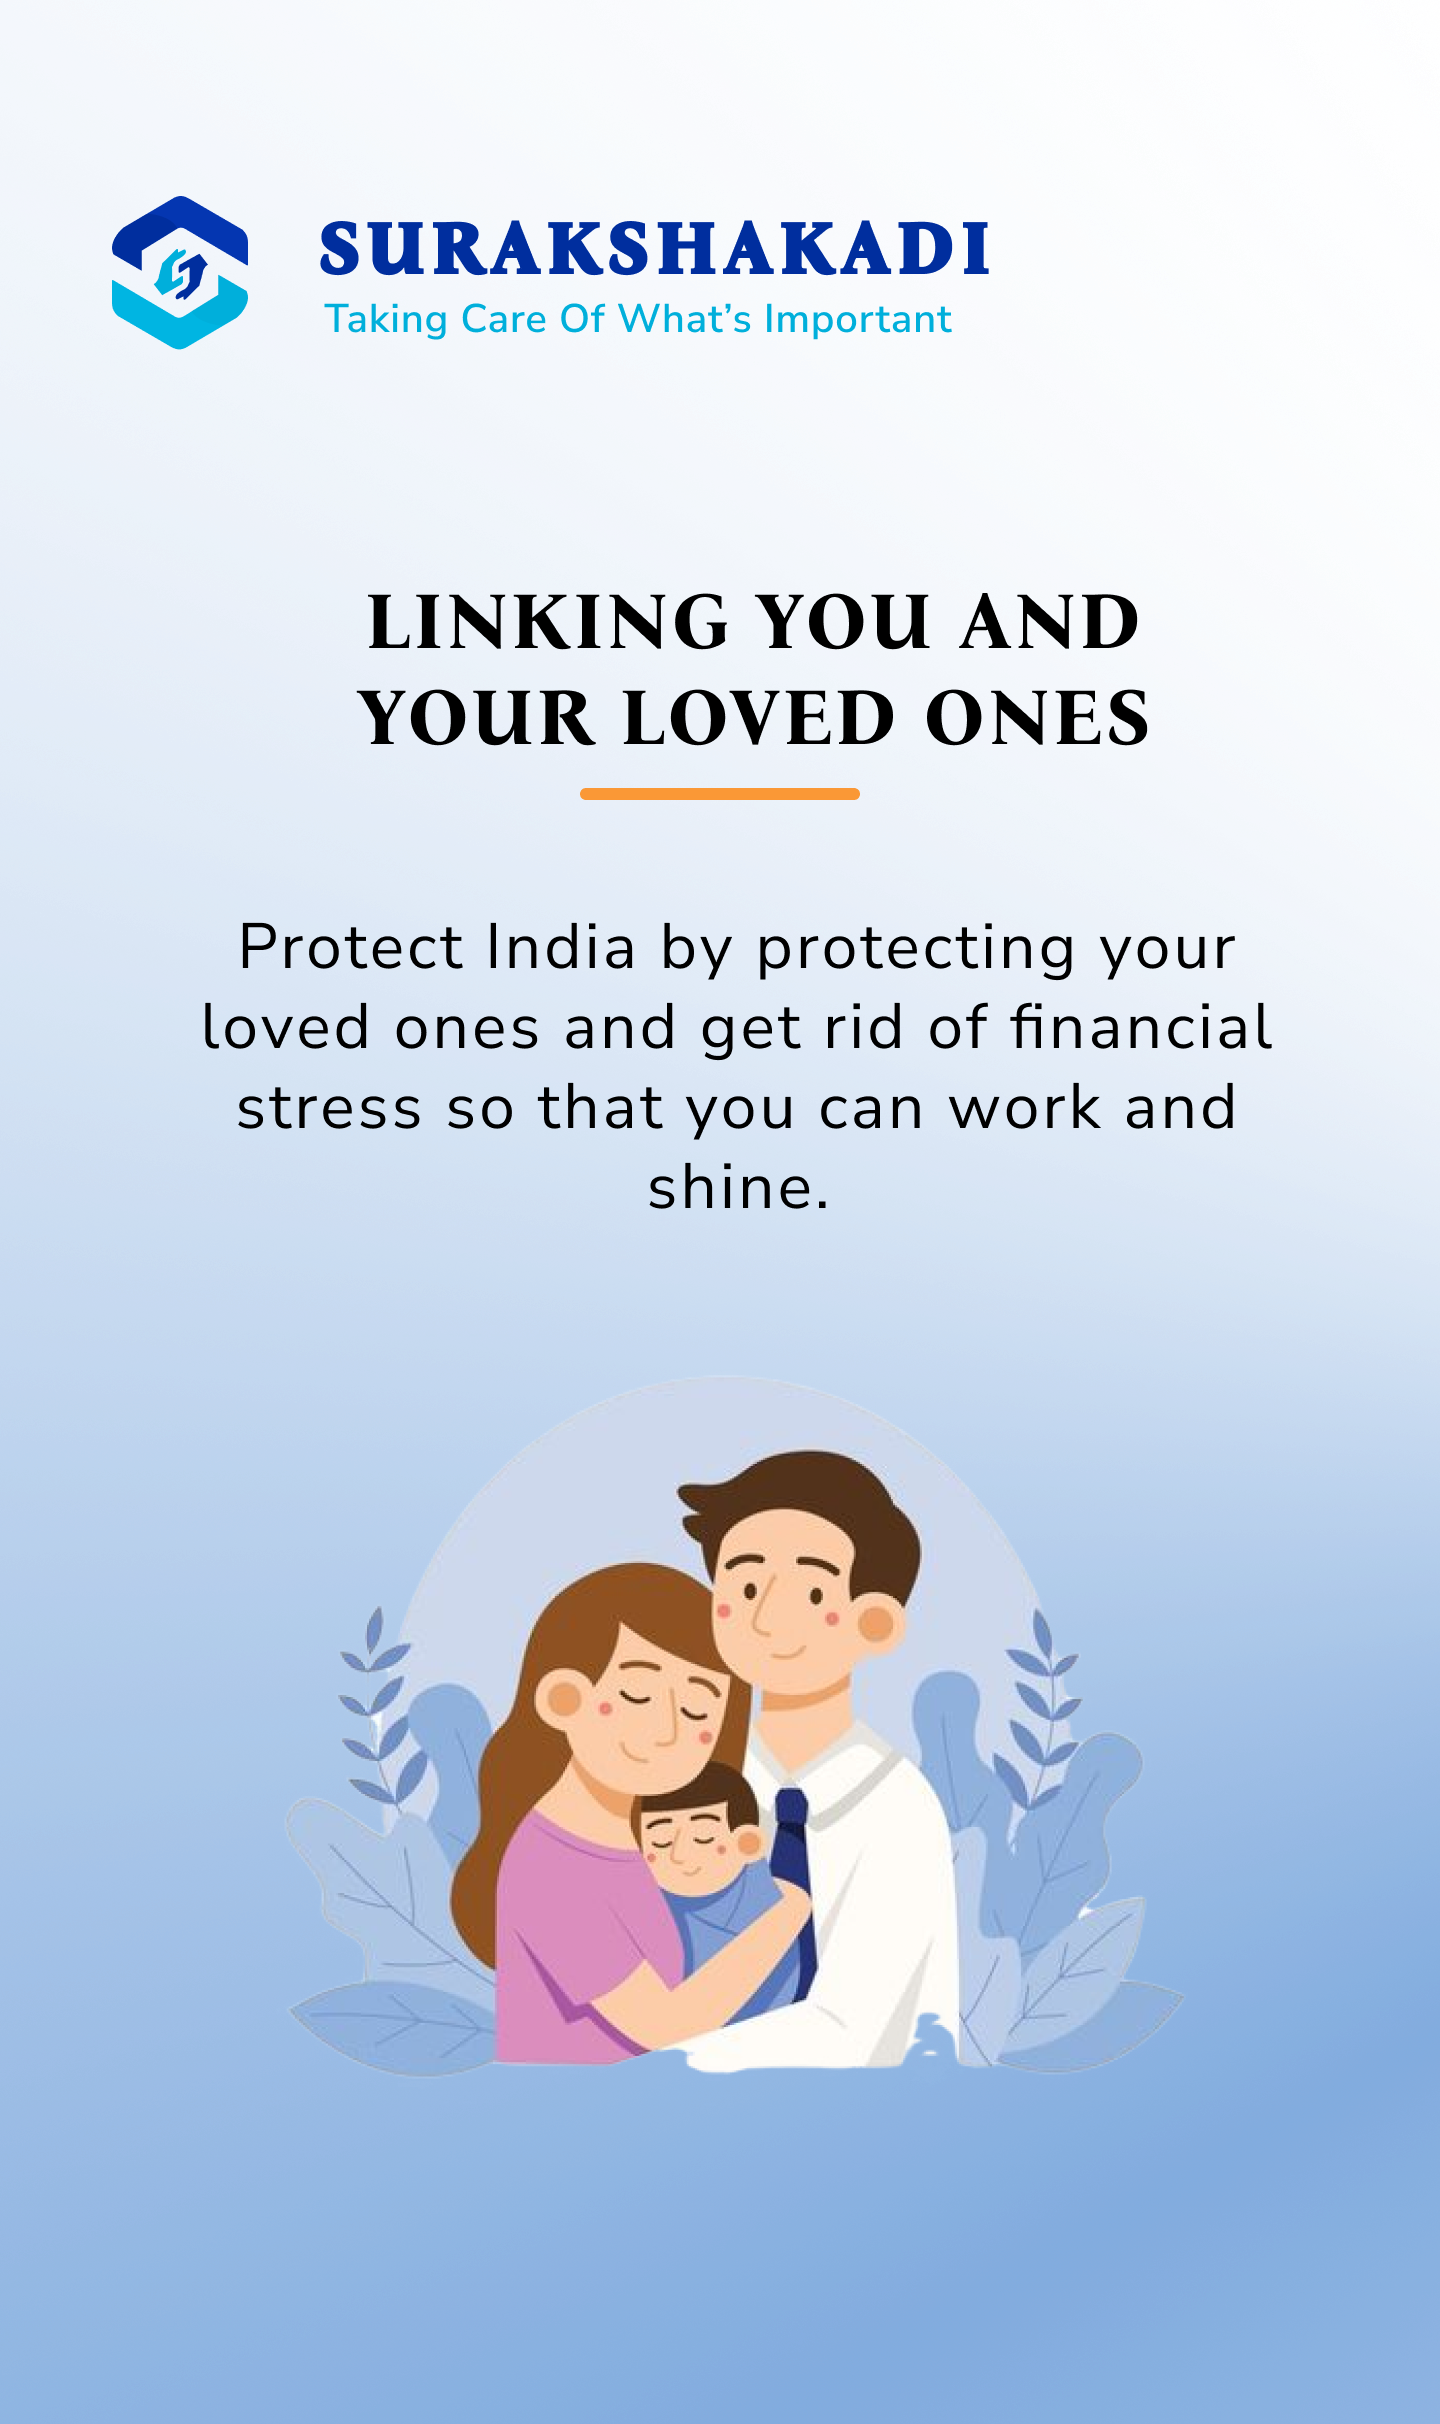 SURAKSHAKADI
Taking Care Of What’s Important
LINKING YOU AND
YOUR LOVED ONES
Protect India by protecting your
loved ones and get rid of financial
stress so that you can work and
shine.